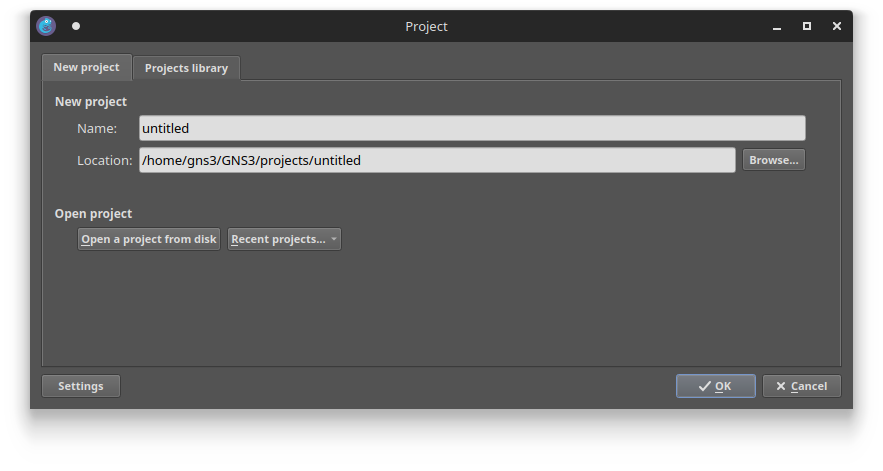 Project
New project Projects library
New project
Name: untitled
Location: /home/gns3/GNS3/projects/untitled Browse...
Open project
Open a project from disk Recent projects...
Settings OK Cancel